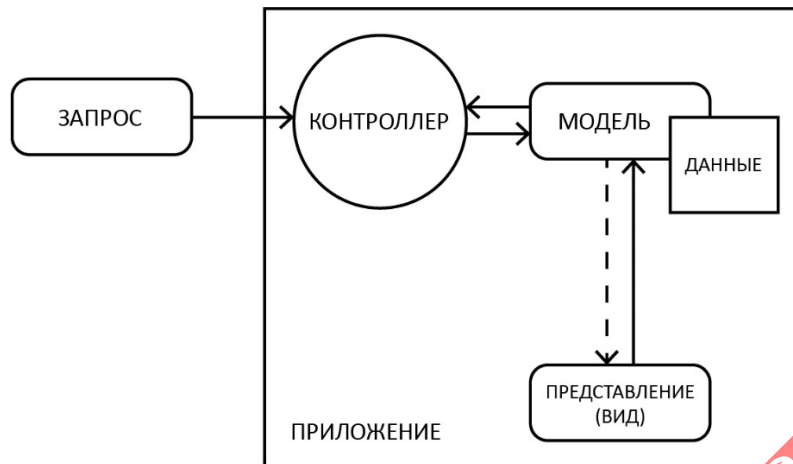 ЗАПРОС
КОНТРОЛЛЕР
МОДЕЛЬ
ДАННЫЕ
ПРЕДСТАВЛЕНИЕ
(ВИД)
ПРИЛОЖЕНИЕ